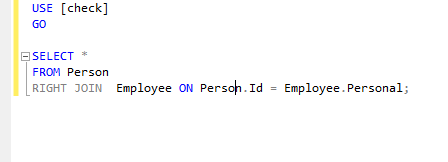 USE [check]
GO
SELECT *
FROM Person
RIGHT JOIN  Employee ON Person.Id = Employee.Personal;